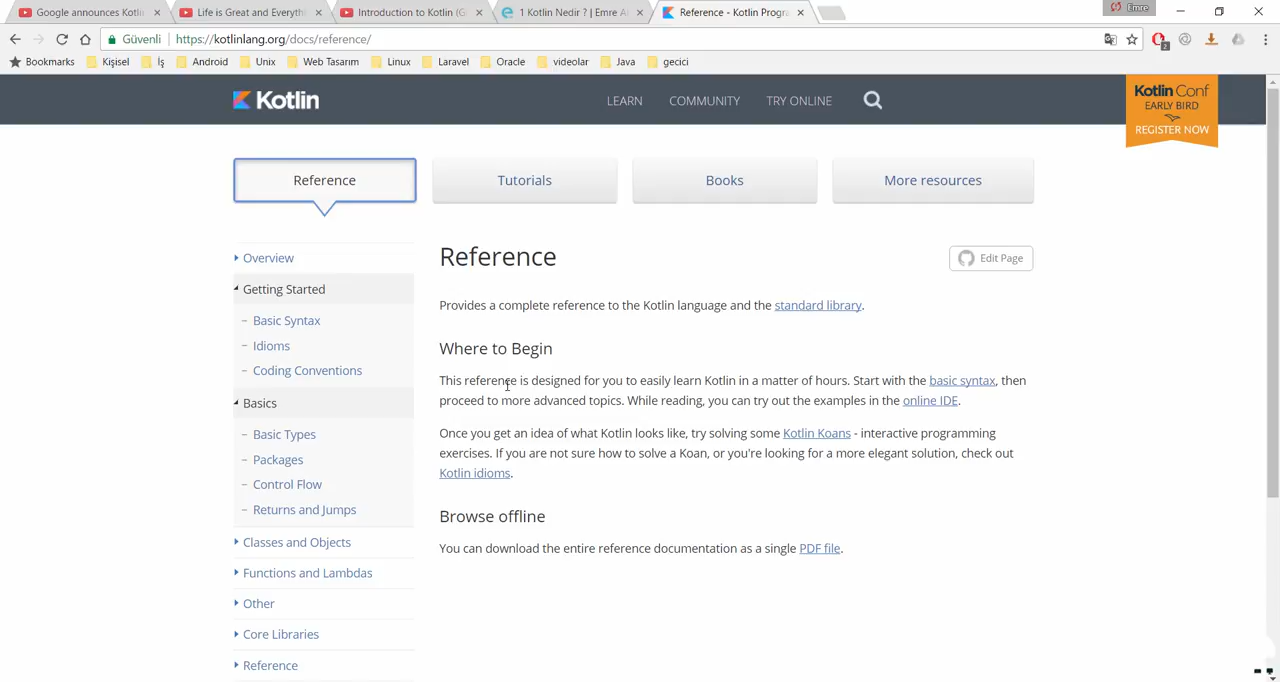 Google announces Kotlin
Life is Great and Everythi
Introduction to Kotlin (G
1 Kotlin Nedir ? | Emre Al
Reference - Kotlin Progra
Emre
Güvenli | https://kotlinlang.org/docs/reference/
2
Bookmarks Kişisel İş Android Unix Web Tasarım Linux Laravel Oracle videolar Java gecici
Kotlin
LEARN COMMUNITY TRY ONLINE
Kotlin Conf
EARLY BIRD
REGISTER NOW
Reference Tutorials Books More resources
Overview
Getting Started
– Basic Syntax
– Idioms
– Coding Conventions
Basics
– Basic Types
– Packages
– Control Flow
– Returns and Jumps
Classes and Objects
Functions and Lambdas
Other
Core Libraries
Reference
Reference
Edit Page
Provides a complete reference to the Kotlin language and the standard library.
Where to Begin
This reference is designed for you to easily learn Kotlin in a matter of hours. Start with the basic syntax, then
proceed to more advanced topics. While reading, you can try out the examples in the online IDE.
Once you get an idea of what Kotlin looks like, try solving some Kotlin Koans - interactive programming
exercises. If you are not sure how to solve a Koan, or you're looking for a more elegant solution, check out
Kotlin idioms.
Browse offline
You can download the entire reference documentation as a single PDF file.